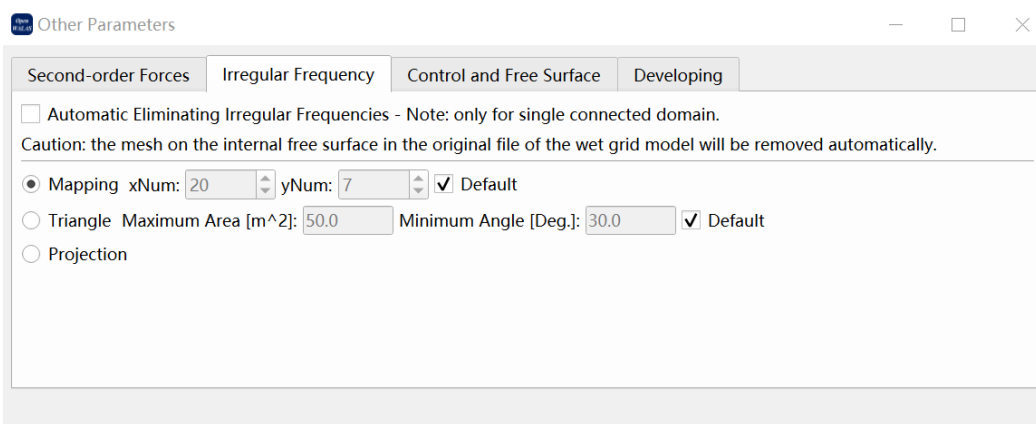 Open
WALAS
Other Parameters
Second-order Forces Irregular Frequency Control and Free Surface Developing
Automatic Eliminating Irregular Frequencies - Note: only for single connected domain.
Caution: the mesh on the internal free surface in the original file of the wet grid model will be removed automatically.
Mapping xNum: 20 yNum: 7 Default
Triangle Maximum Area [m^2]: 50.0 Minimum Angle [Deg.]: 30.0 Default
Projection